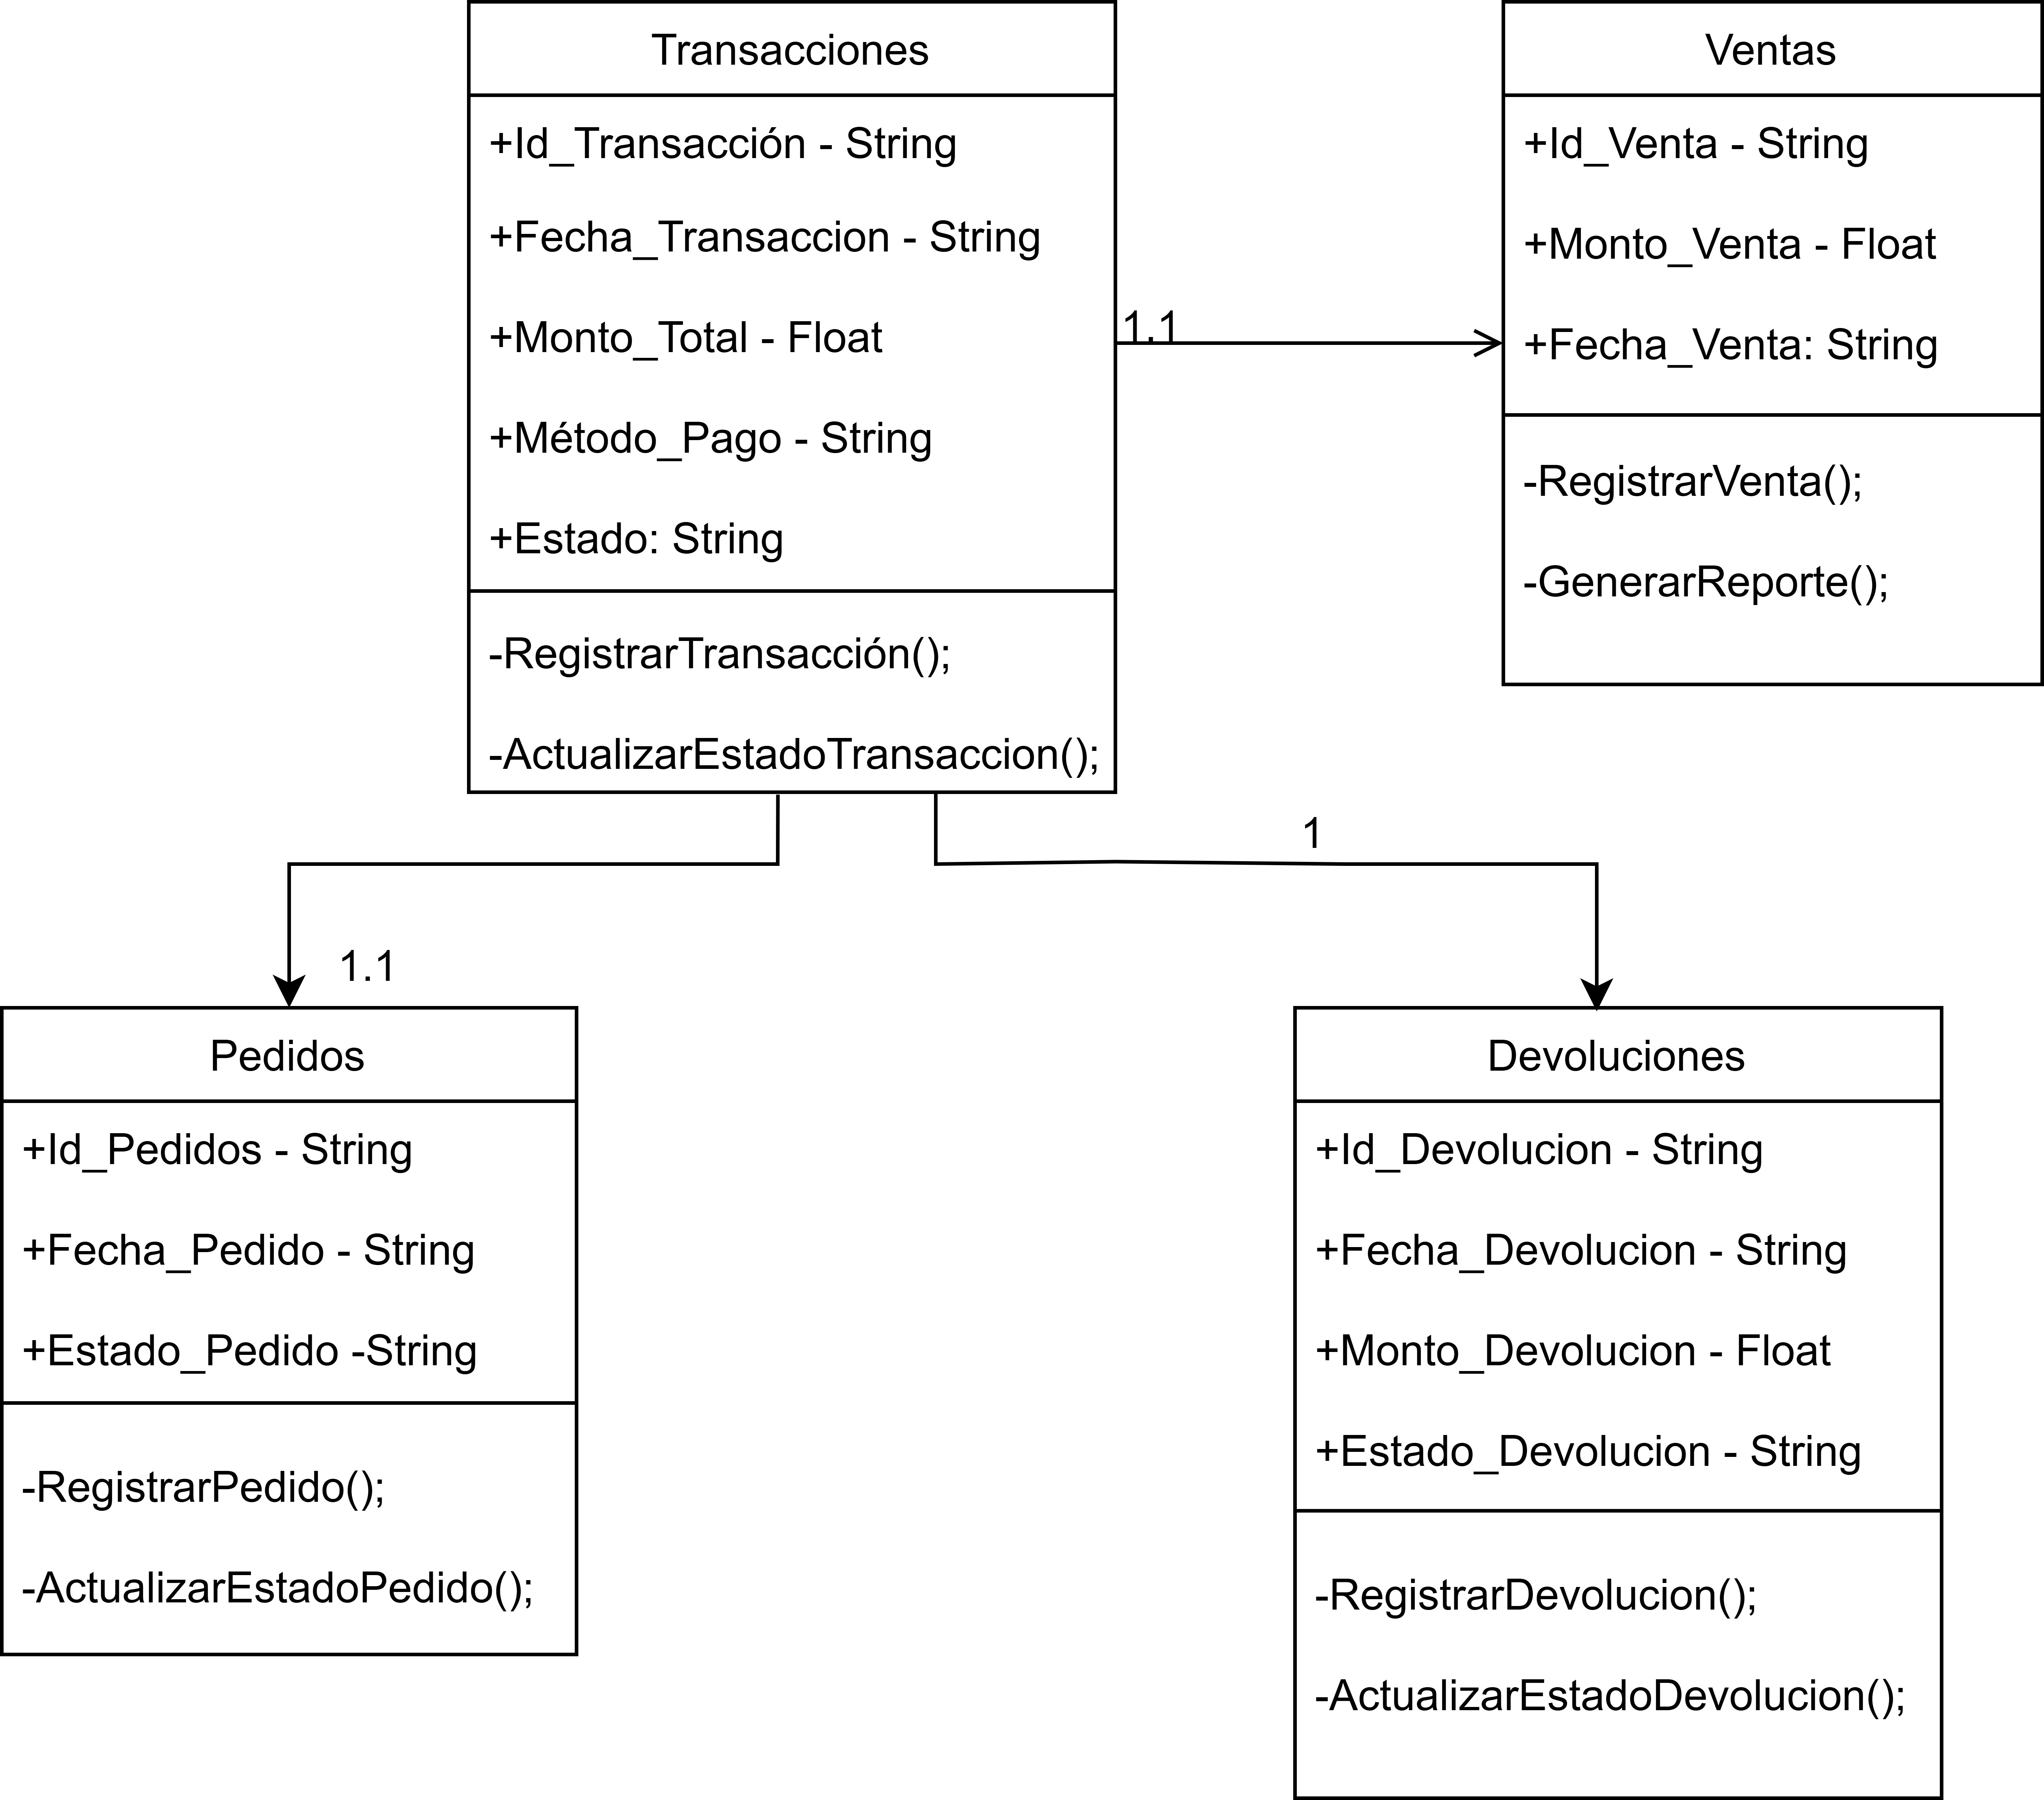 Transacciones
+Id_Transacción - String
+Fecha_Transaccion - String
+Monto_Total - Float
+Método_Pago - String
+Estado: String
-RegistrarTransacción();
-ActualizarEstadoTransaccion();
1.1
Ventas
+Id_Venta - String
+Monto_Venta - Float
+Fecha_Venta: String
-RegistrarVenta();
-GenerarReporte();
1
1.1
Pedidos
+Id_Pedidos - String
+Fecha_Pedido - String
+Estado_Pedido -String
-RegistrarPedido();
-ActualizarEstadoPedido();
Devoluciones
+Id_Devolucion - String
+Fecha_Devolucion - String
+Monto_Devolucion - Float
+Estado_Devolucion - String
-RegistrarDevolucion();
-ActualizarEstadoDevolucion();